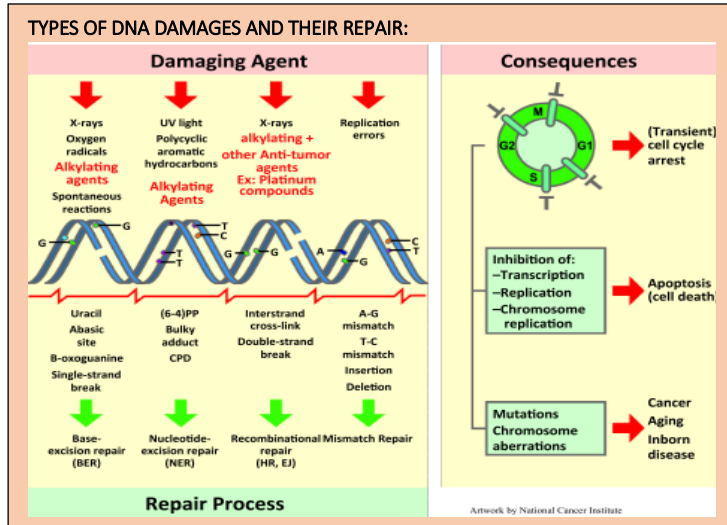 TYPES OF DNA DAMAGES AND THEIR REPAIR:
Damaging Agent
X-rays
Oxygen
radicals
Alkylating
agents
Spontaneous
reactions
UV light
Polycyclic
aromatic
hydrocarbons
Alkylating
Agents
X-rays
alkylating +
other Anti-tumor
agents
Ex: Platinum
compounds
Replication
errors
G
G
T
C
T
T
G
G
A
G
C
T
Uracil
Abasic
site
B-oxoguanine
Single-strand
break
(6-4)PP
Bulky
adduct
CPD
Interstrand
cross-link
Double-strand
break
A-G
mismatch
T-C
mismatch
Insertion
Deletion
Base-
excision repair
(BER)
Nucleotide-
excision repair
(NER)
Recombinational
repair
(HR, EJ)
Mismatch Repair
Repair Process
Consequences
M
G2
G1
S
(Transient)
cell cycle
arrest
Inhibition of:
–Transcription
–Replication
–Chromosome
replication
Apoptosis
(cell death)
Mutations
Chromosome
aberrations
Cancer
Aging
Inborn
disease
Artwork by National Cancer Institute